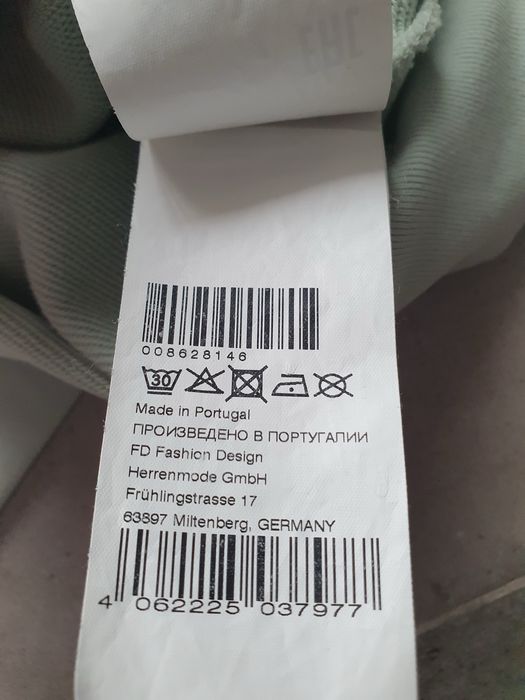 008628146
30
Made in Portugal
ПРОИЗВЕДЕНО В ПОРТУГАЛИИ
FD Fashion Design
Herrenmode GmbH
Frühlingstrasse 17
63897 Miltenberg, GERMANY
4 062225 037977